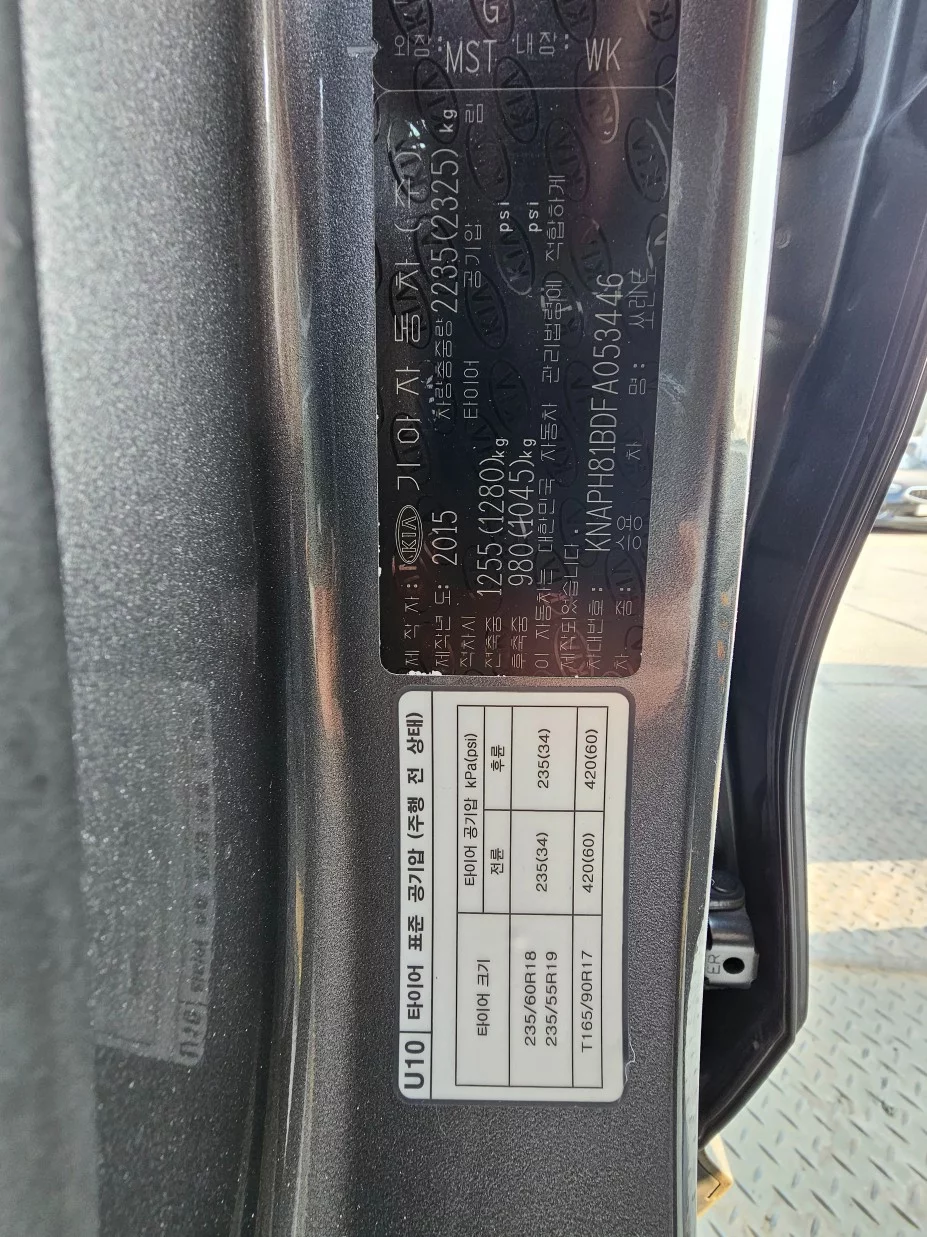 G
외장: MST 내장: WK
제 작 자: KIA 기아 자 동차 (주)
제작년도: 2015 차량총중량 2235(2325) kg
적차시 타이어 공기압 림
전축중 1255 (1280)kg psi
후축중 980(1045)kg psi
이 자동차는 대한민국 자동차 관리법령에 적합하게
제작되었습니다.
차대번호: KNAPH81BDFA053446
차 종: 승용 차 명: 쏘렌토
U10 타이어 표준 공기압 (주행 전 상태)
타이어 크기 타이어 공기압 kPa(psi)
전륜 후륜
235/60R18 235(34) 235(34)
235/55R19
T165/90R17 420(60) 420(60)